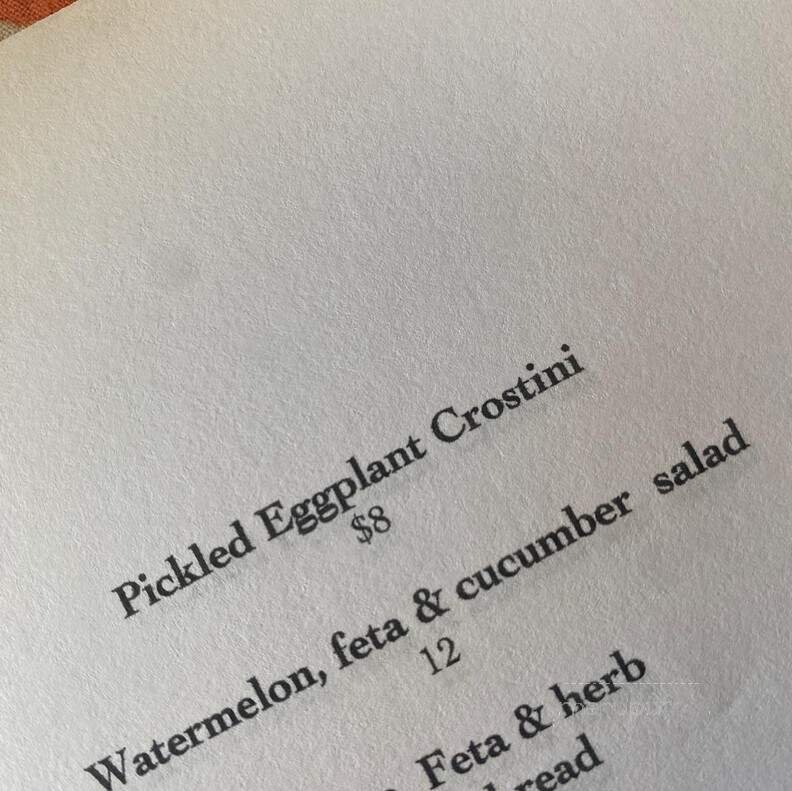 Pickled Eggplant Crostini
$8
Watermelon, feta & cucumber salad
12
Feta & herb